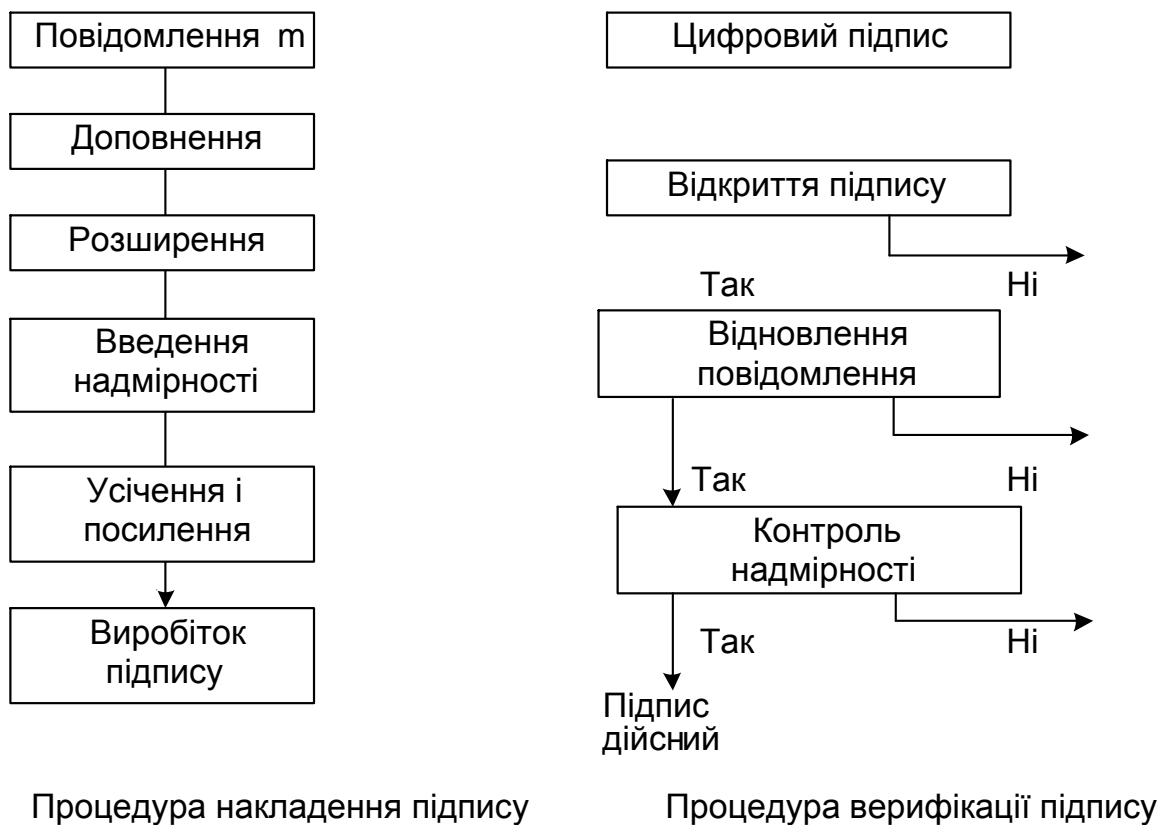 Повідомлення m
Доповнення
Розширення
Введення
надмірності
Усічення і
посилення
Виробіток
підпису
Процедура накладення підпису
Цифровий підпис
Відкриття підпису
Так Ні
Відновлення
повідомлення
Так Ні
Контроль
надмірності
Так Ні
Підпис
дійсний
Процедура верифікації підпису